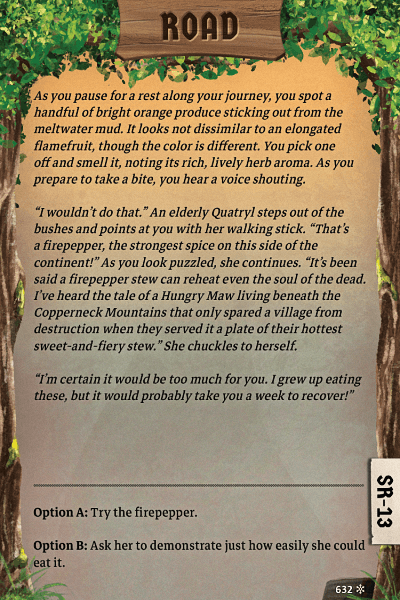 ROAD
As you pause for a rest along your journey, you spot a
handful of bright orange produce sticking out from the
meltwater mud. It looks not dissimilar to an elongated
flamefruit, though the color is different. You pick one
off and smell it, noting its rich, lively herb aroma. As you
prepare to take a bite, you hear a voice shouting.
“I wouldn’t do that.” An elderly Quatryl steps out of the
bushes and points at you with her walking stick. “That’s
a firepepper, the strongest spice on this side of the
continent!” As you look puzzled, she continues. “It’s been
said a firepepper stew can reheat even the soul of the dead.
I’ve heard the tale of a Hungry Maw living beneath the
Copperneck Mountains that only spared a village from
destruction when they served it a plate of their hottest
sweet-and-fiery stew.” She chuckles to herself.
“I’m certain it would be too much for you. I grew up eating
these, but it would probably take you a week to recover!”
Option A: Try the firepepper.
Option B: Ask her to demonstrate just how easily she could
eat it.
SR-13
632